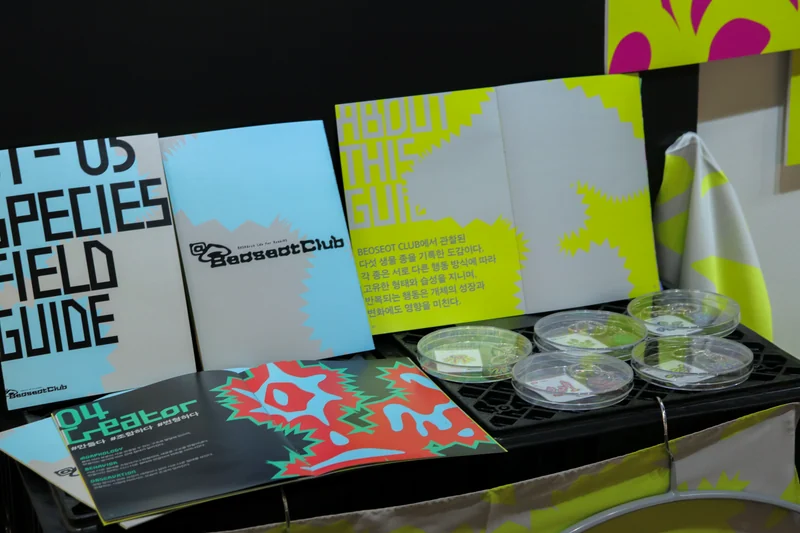 - 05
SPECIES
FIELD
GUIDE
BeoseotClub
BeoseotClub
ABOUT
THIS
GUIDE
BEOSEOT CLUB에서 관찰된
다섯 생물 종을 기록한 도감이다.
각 종은 서로 다른 행동 방식에 따라
고유한 형태와 습성을 지니며,
반복되는 행동은 개체의 성장과
변화에도 영향을 미친다.
04
Creator
#만들다 #조합하다 #변형하다
MORPHOLOGY
BEHAVIOR
OBSERVATION